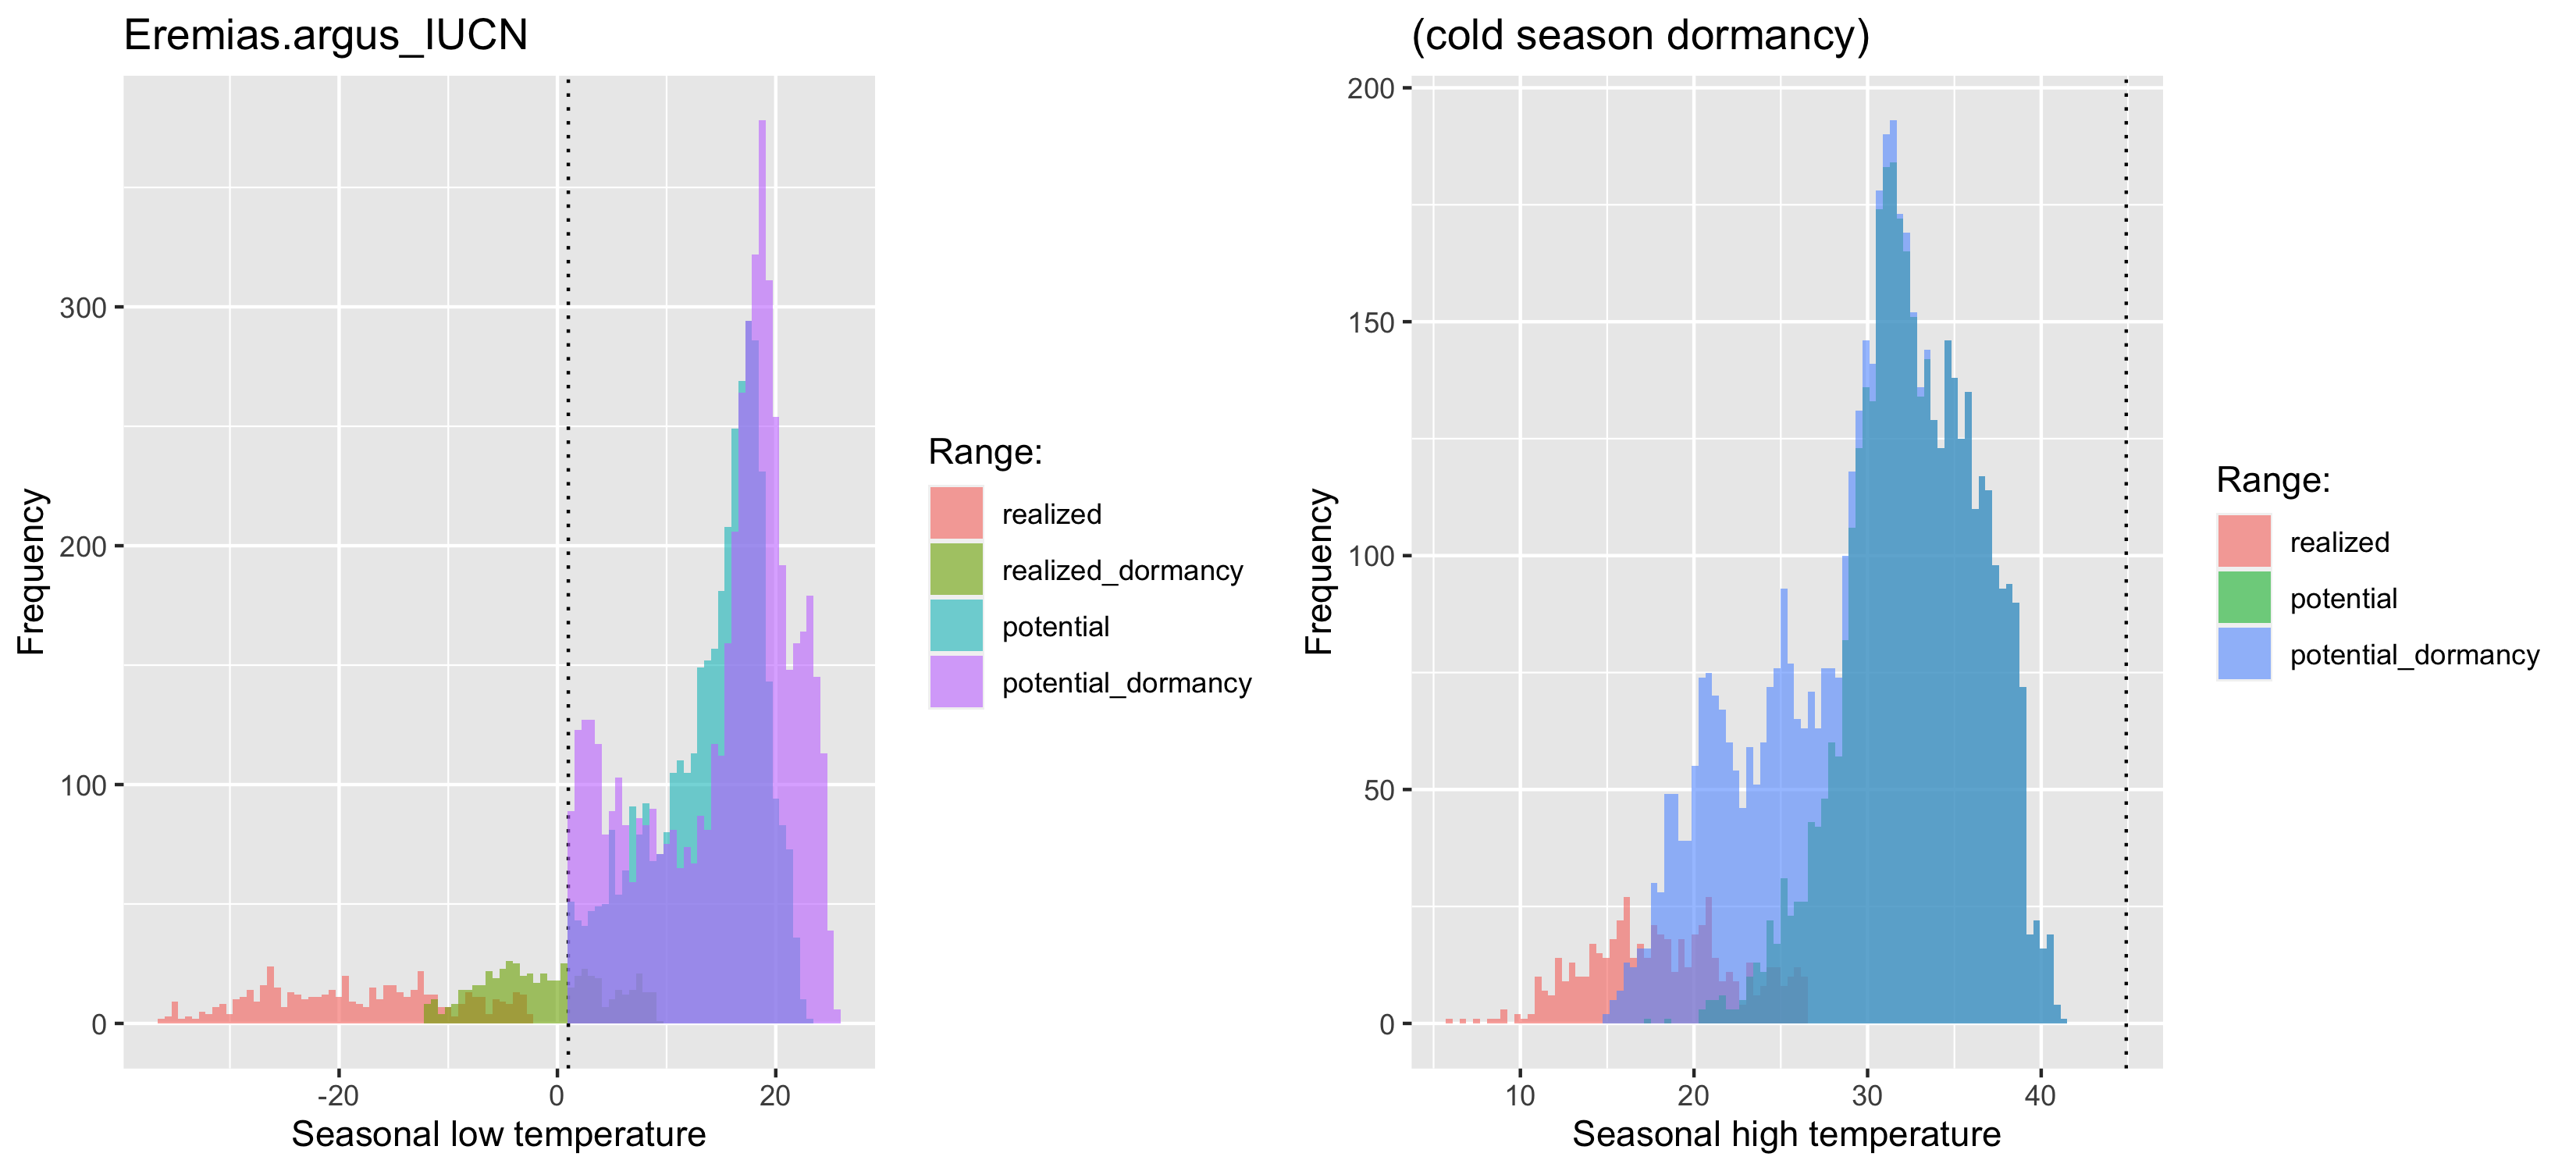 Eremias.argus_IUCN
Frequency
300
200
100
0
-20
0
20
Seasonal low temperature
Range:
realized
realized_dormancy
potential
potential_dormancy
(cold season dormancy)
Frequency
200
150
100
50
0
10
20
30
40
Seasonal high temperature
Range:
realized
potential
potential_dormancy